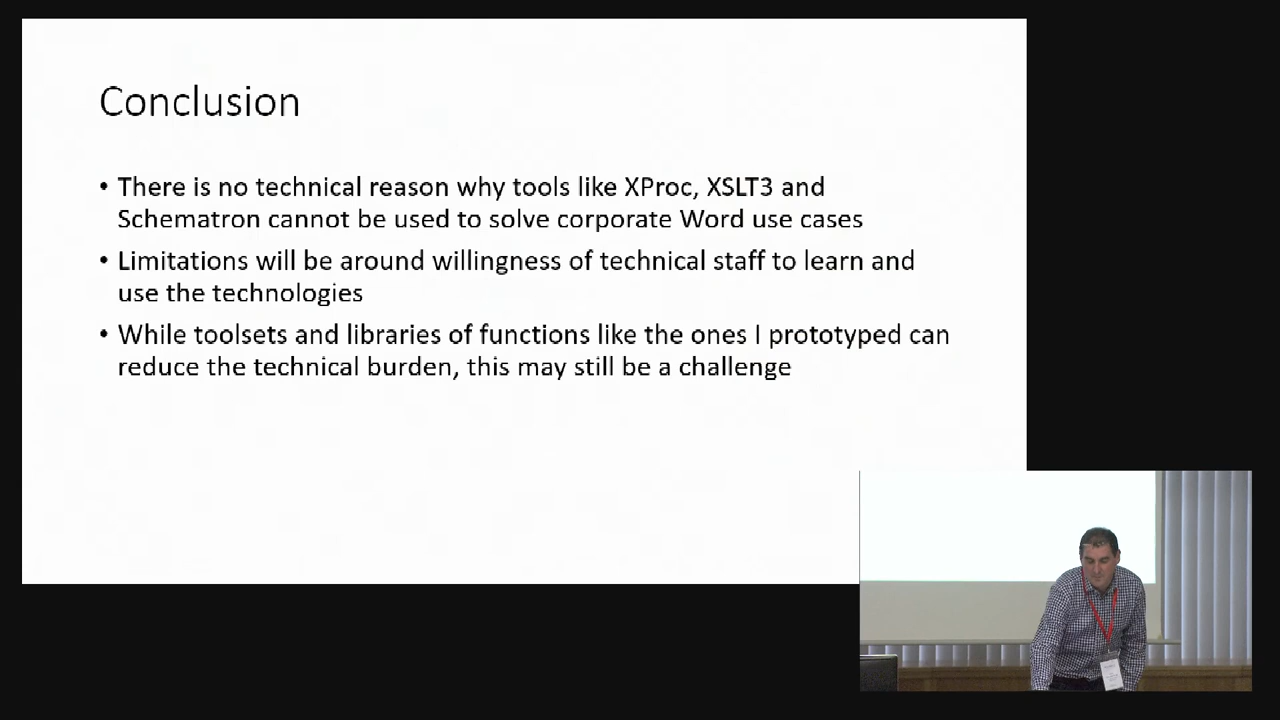 Conclusion
• There is no technical reason why tools like XProc, XSLT3 and
Schematron cannot be used to solve corporate Word use cases
• Limitations will be around willingness of technical staff to learn and
use the technologies
• While toolsets and libraries of functions like the ones I prototyped can
reduce the technical burden, this may still be a challenge